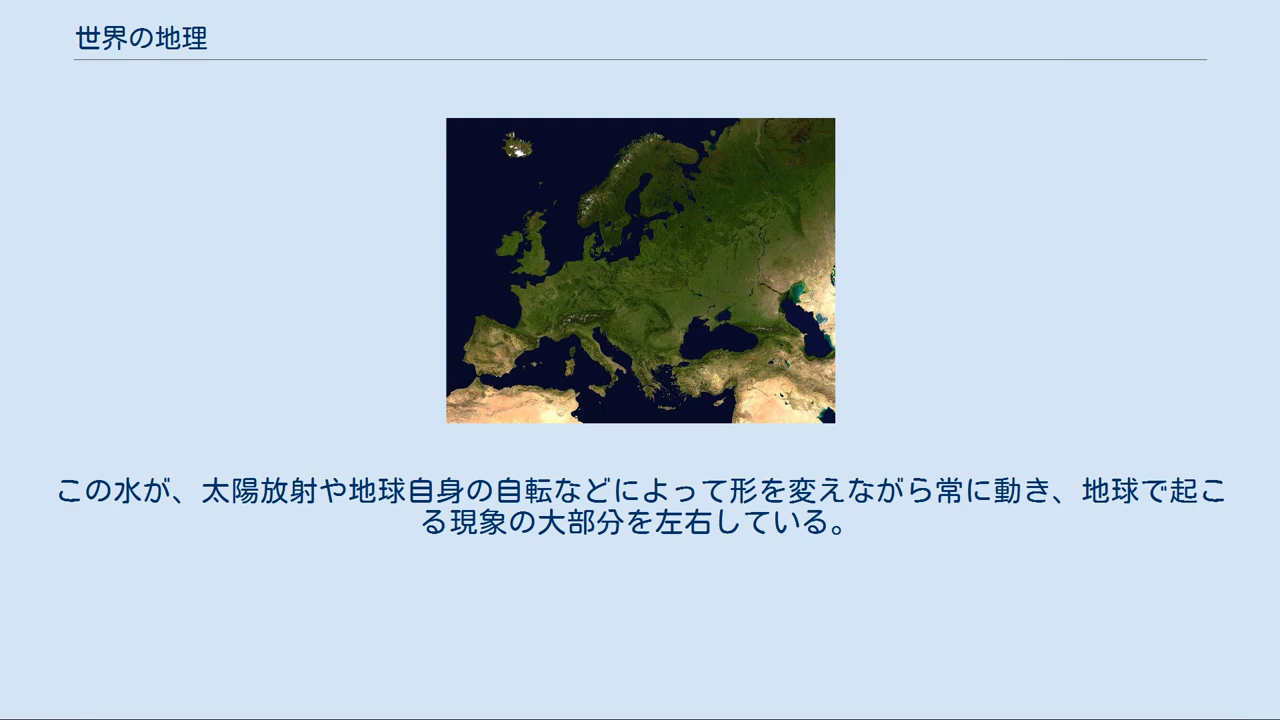 世界の地理
この水が、太陽放射や地球自身の自転などによって形を変えながら常に動き、地球で起こ
る現象の大部分を左右している。